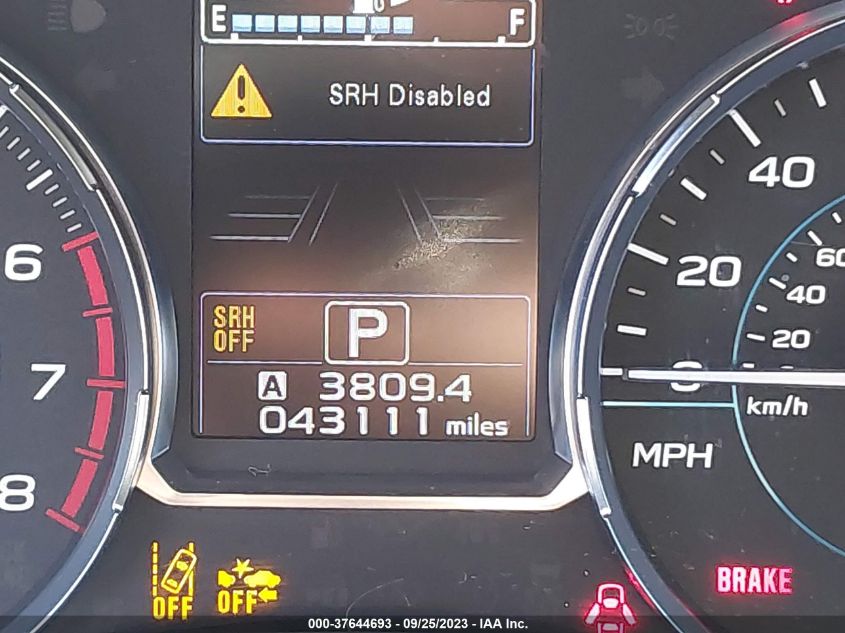 E F
SRH Disabled
6
7
8
SRH
OFF
P
A 3809.4
043111 miles
40
20
0
60
40
20
km/h
MPH
OFF
OFF
BRAKE
000-37644693 - 09/25/2023 - IAA Inc.